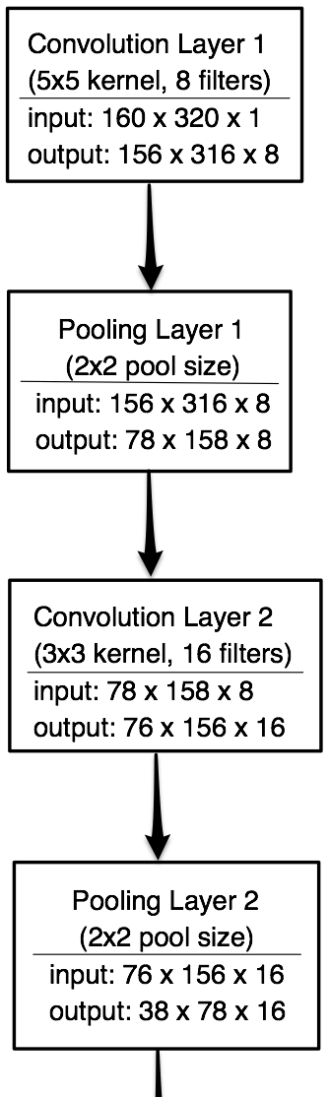 Convolution Layer 1
(5x5 kernel, 8 filters)
input: 160 x 320 x 1
output: 156 x 316 x 8
Pooling Layer 1
(2x2 pool size)
input: 156 x 316 x 8
output: 78 x 158 x 8
Convolution Layer 2
(3x3 kernel, 16 filters)
input: 78 x 158 x 8
output: 76 x 156 x 16
Pooling Layer 2
(2x2 pool size)
input: 76 x 156 x 16
output: 38 x 78 x 16